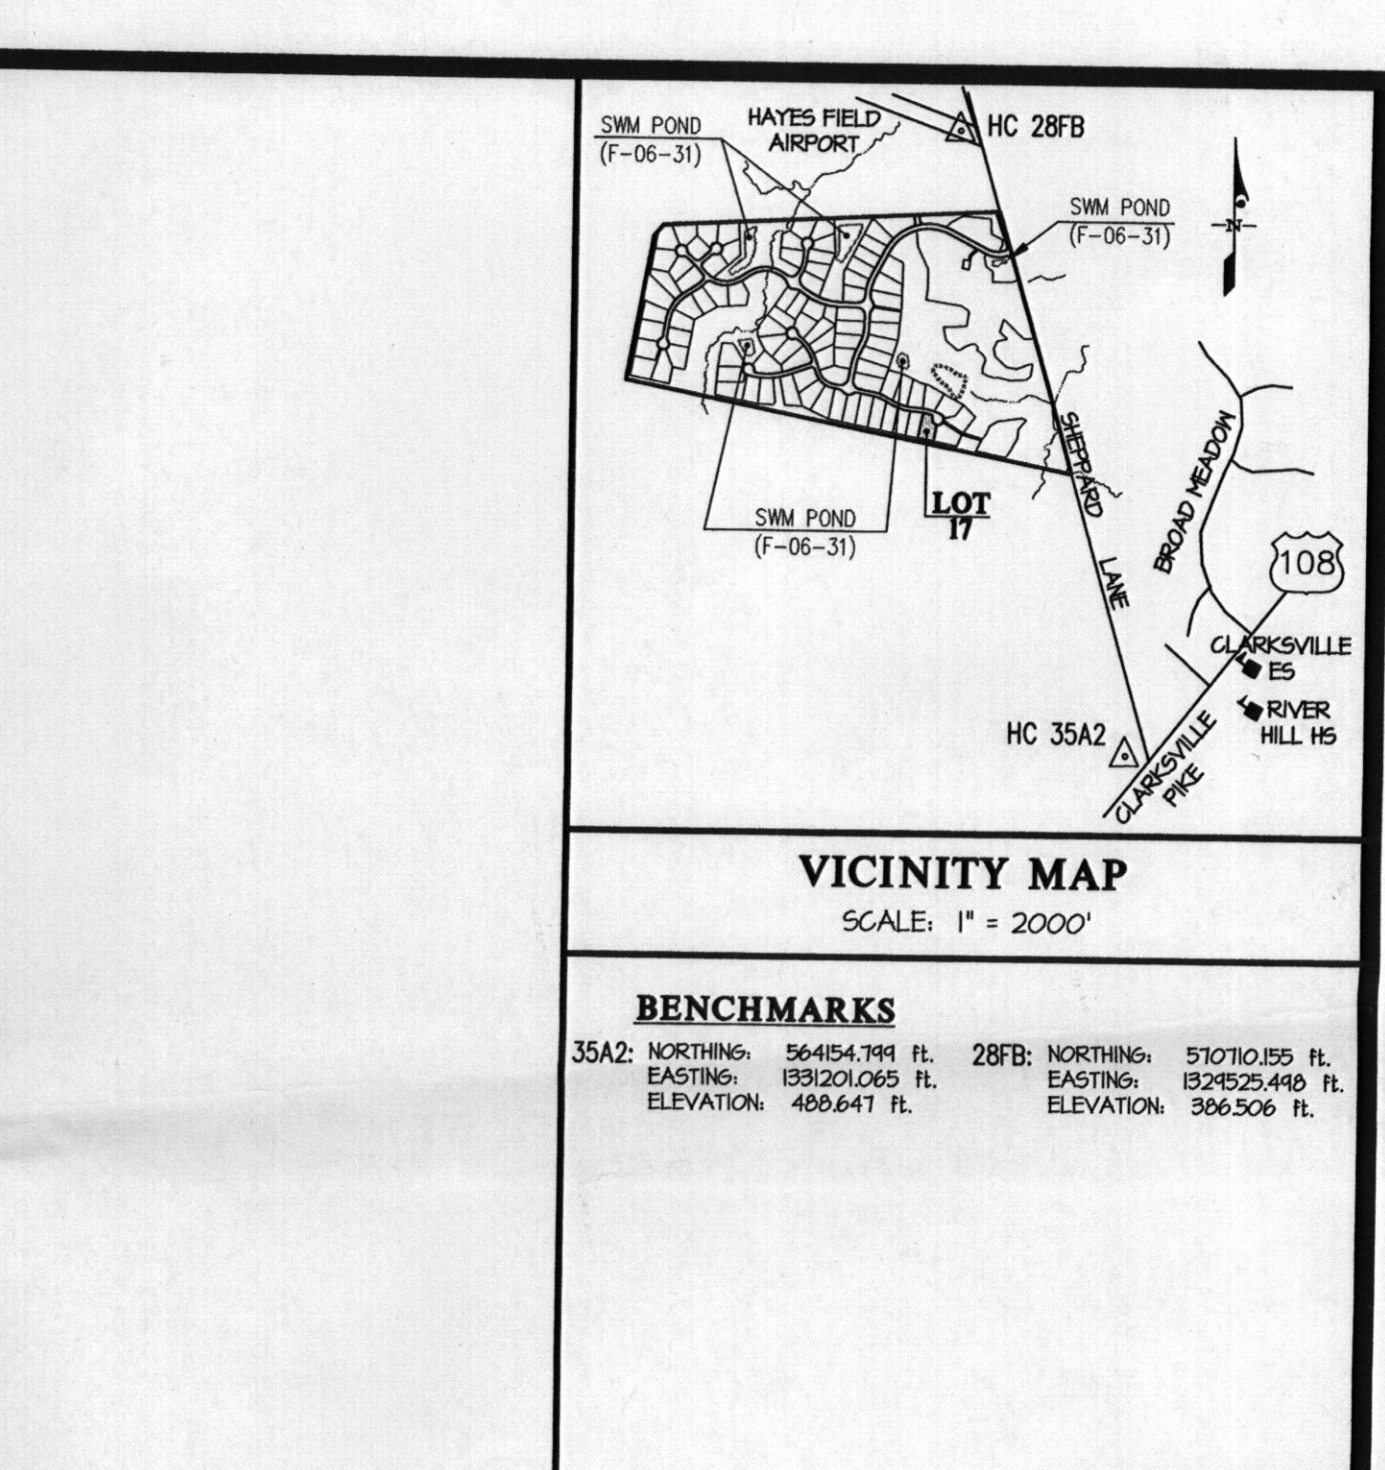 SWM POND
(F-06-31)
HAYES FIELD
AIRPORT
HC 28FB
SWM POND
(F-06-31)
N
SHEPPARD
LANE
BROAD MEADOW
LOT
17
SWM POND
(F-06-31)
108
CLARKSVILLE
ES
RIVER
HILL HS
HC 35A2
CLARKSVILLE
PIKE
VICINITY MAP
SCALE: 1" = 2000'
BENCHMARKS
35A2: NORTHING: 564154.799 ft.
EASTING: 1331201.065 ft.
ELEVATION: 488.647 ft.
28FB: NORTHING: 570710.155 ft.
EASTING: 1329525.498 ft.
ELEVATION: 386.506 ft.